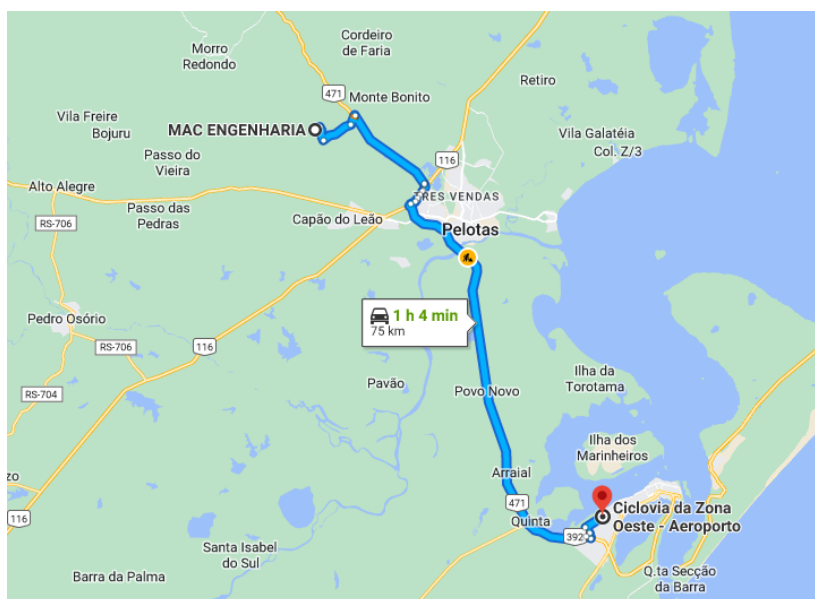 Cordeiro
de Faria
Morro
Redondo
Retiro
471
Monte Bonito
Vila Freire
Bojuru
MAC ENGENHARIA
Vila Galatéia
Col. Z/3
Passo do
Vieira
116
Alto Alegre
TRES VENDAS
Passo das
Pedras
Capão do Leão
RS-706
Pelotas
1 h 4 min
75 km
Pedro Osório
RS-706
116
Ilha da
Torotama
Pavão
Povo Novo
RS-704
Ilha dos
Marinheiros
Arraial
zo
471
Ciclovia da Zona
Oeste - Aeroporto
116
Quinta
392
Santa Isabel
do Sul
Barra da Palma
Q.ta Secção
da Barra